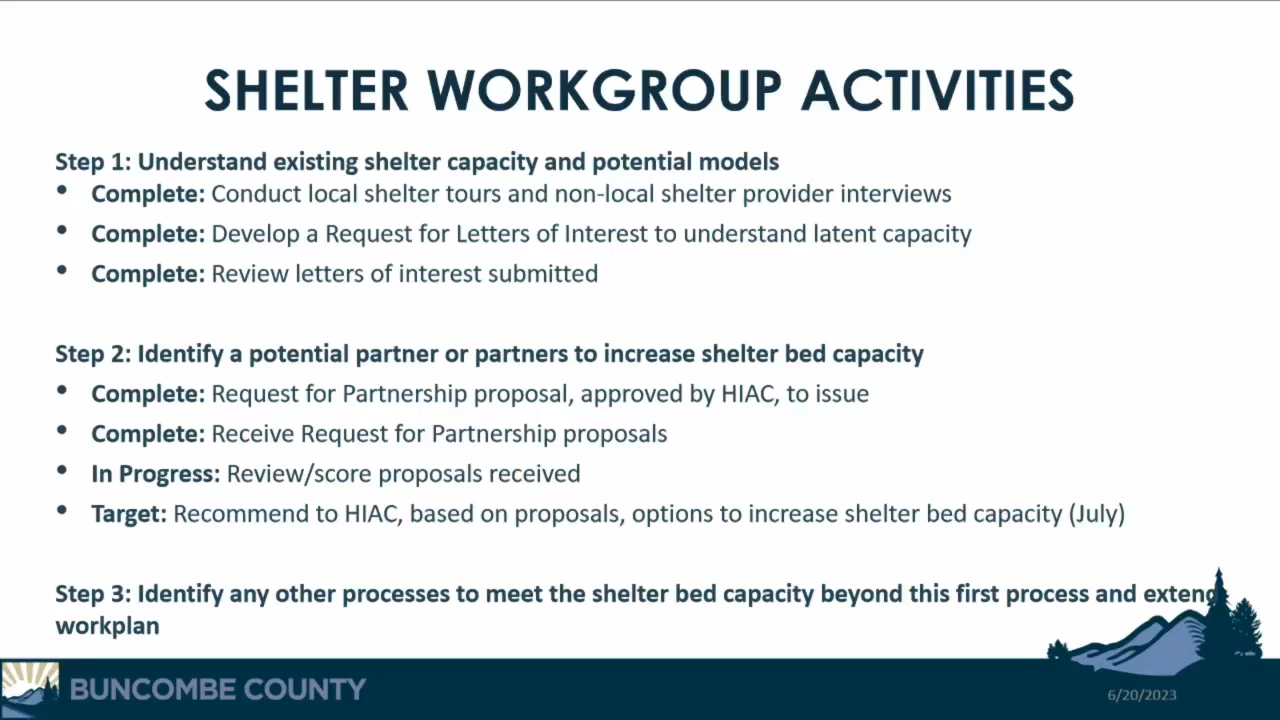 SHELTER WORKGROUP ACTIVITIES
Step 1: Understand existing shelter capacity and potential models
• Complete: Conduct local shelter tours and non-local shelter provider interviews
• Complete: Develop a Request for Letters of Interest to understand latent capacity
• Complete: Review letters of interest submitted
Step 2: Identify a potential partner or partners to increase shelter bed capacity
• Complete: Request for Partnership proposal, approved by HIAC, to issue
• Complete: Receive Request for Partnership proposals
• In Progress: Review/score proposals received
• Target: Recommend to HIAC, based on proposals, options to increase shelter bed capacity (July)
Step 3: Identify any other processes to meet the shelter bed capacity beyond this first process and extend
workplan
BUNCOMBE COUNTY
6/20/2023